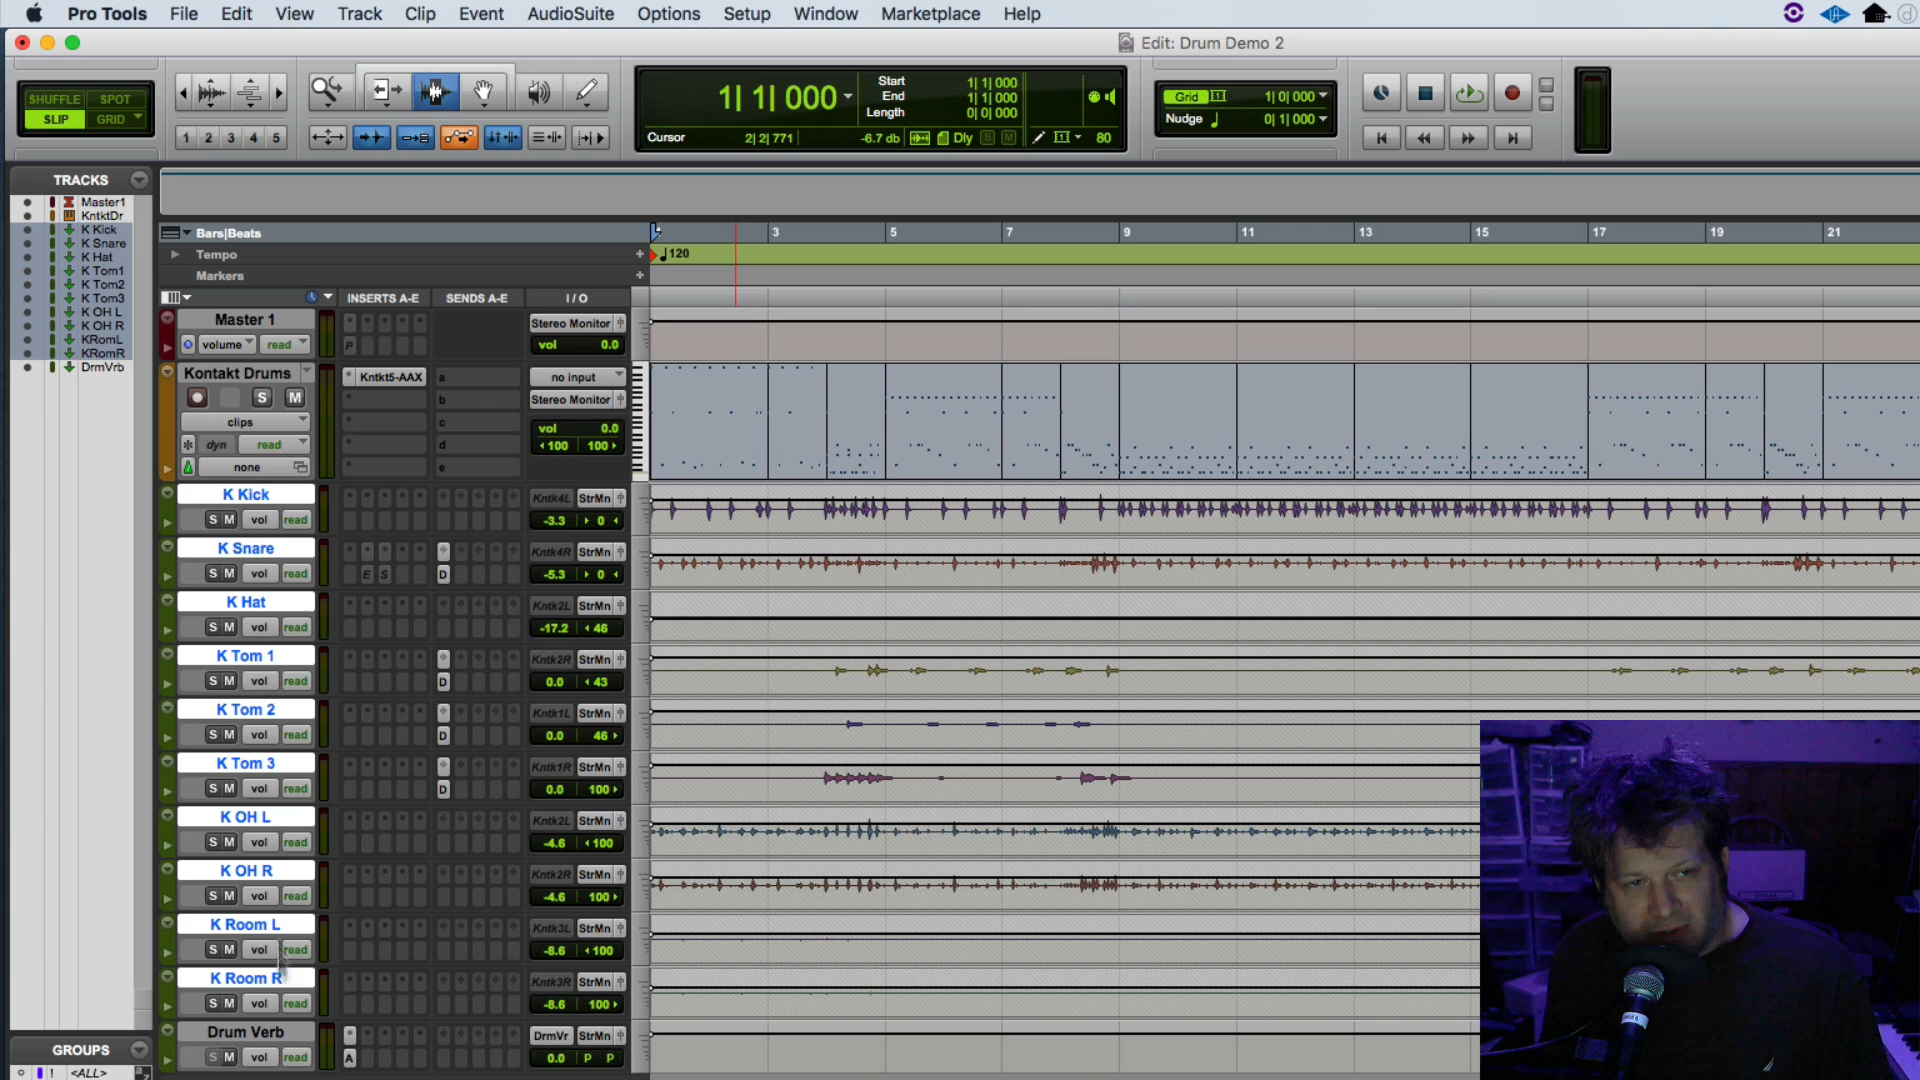 Pro Tools File Edit View Track Clip Event AudioSuite Options Setup Window Marketplace Help
Edit: Drum Demo 2
SHUFFLE SPOT
SLIP GRID
1 2 3 4 5
1| 1| 000
Start 1| 1| 000
End 1| 1| 000
Length 0| 0| 000
Cursor 2| 2| 771 -6.7 db Dly S M 80
Grid 1| 0| 000
Nudge 0| 1| 000
TRACKS
Master1
KntktDr
K Kick
K Snare
K Hat
K Tom1
K Tom2
K Tom3
K OH L
K OH R
KRomL
KRomR
DrmVrb
GROUPS
! <ALL>
Bars|Beats 3 5 7 9 11 13 15 17 19 21
Tempo 120
Markers
INSERTS A-E SENDS A-E I / O
Master 1 Stereo Monitor
volume read P vol 0.0
Kontakt Drums Kntkt5-AAX a no input
S M b Stereo Monitor
clips c vol 0.0
dyn read d 100 100
none e
K Kick Kntk4L StrMn
S M vol read -3.3 0
K Snare Kntk4R StrMn
S M vol read E S D -5.3 0
K Hat Kntk2L StrMn
S M vol read -17.2 46
K Tom 1 Kntk2R StrMn
S M vol read D 0.0 43
K Tom 2 Kntk1L StrMn
S M vol read D 0.0 46
K Tom 3 Kntk1R StrMn
S M vol read D 0.0 100
K OH L Kntk2L StrMn
S M vol read -4.6 100
K OH R Kntk2R StrMn
S M vol read -4.6 100
K Room L Kntk3L StrMn
S M vol read -8.6 100
K Room R Kntk3R StrMn
S M vol read -8.6 100
Drum Verb DrmVr StrMn
S M vol read A 0.0 P P